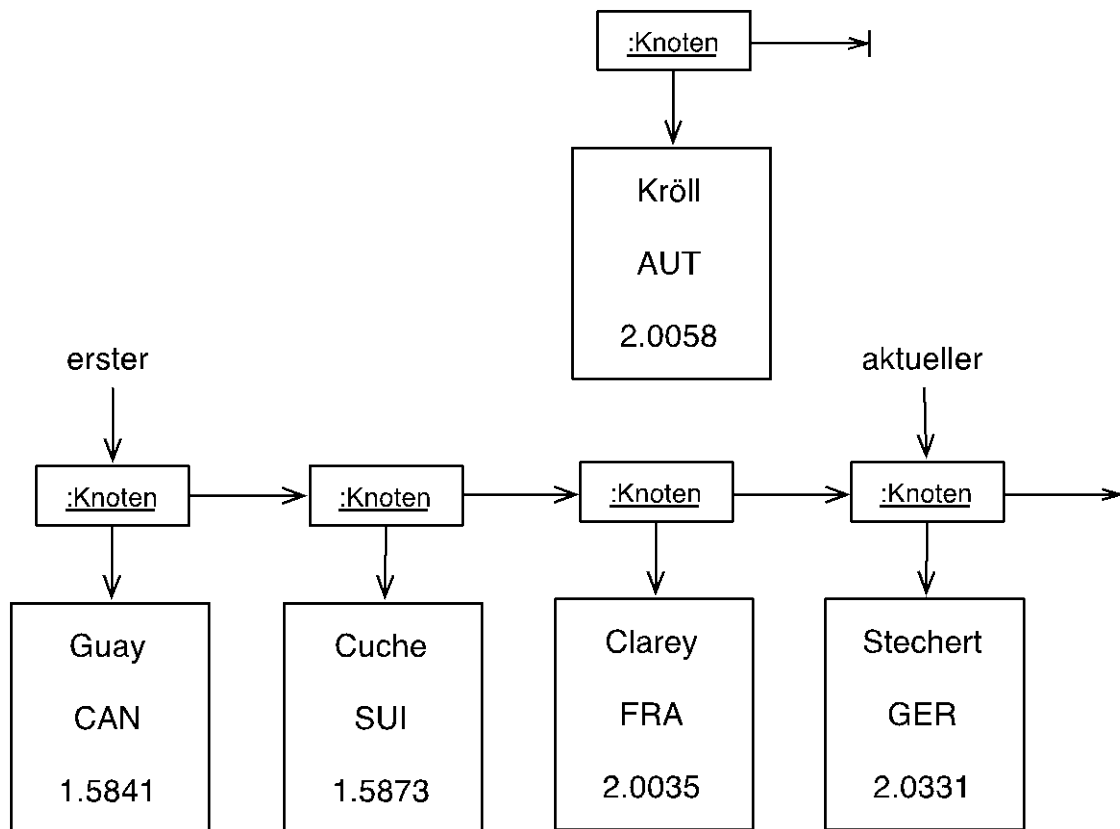 :Knoten
Kröll
AUT
2.0058
erster
aktueller
:Knoten
:Knoten
:Knoten
:Knoten
Guay
CAN
1.5841
Cuche
SUI
1.5873
Clarey
FRA
2.0035
Stechert
GER
2.0331